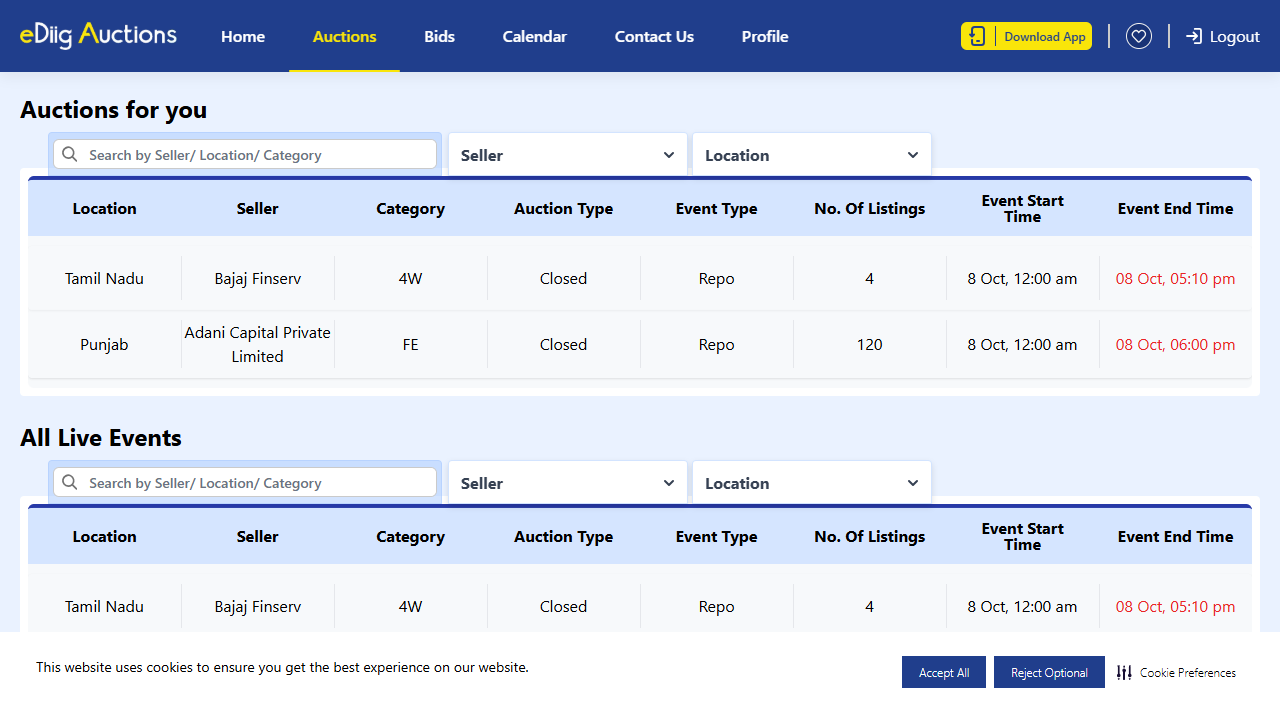 eDiig Auctions
Home
Auctions
Bids
Calendar
Contact Us
Profile
Download App
Logout
Auctions for you
Search by Seller/ Location/ Category
Seller
Location
Location Seller Category Auction Type Event Type No. Of Listings Event Start Time Event End Time
Tamil Nadu Bajaj Finserv 4W Closed Repo 4 8 Oct, 12:00 am 08 Oct, 05:10 pm
Punjab Adani Capital Private Limited FE Closed Repo 120 8 Oct, 12:00 am 08 Oct, 06:00 pm
All Live Events
Search by Seller/ Location/ Category
Seller
Location
Location Seller Category Auction Type Event Type No. Of Listings Event Start Time Event End Time
Tamil Nadu Bajaj Finserv 4W Closed Repo 4 8 Oct, 12:00 am 08 Oct, 05:10 pm
This website uses cookies to ensure you get the best experience on our website.
Accept All
Reject Optional
Cookie Preferences